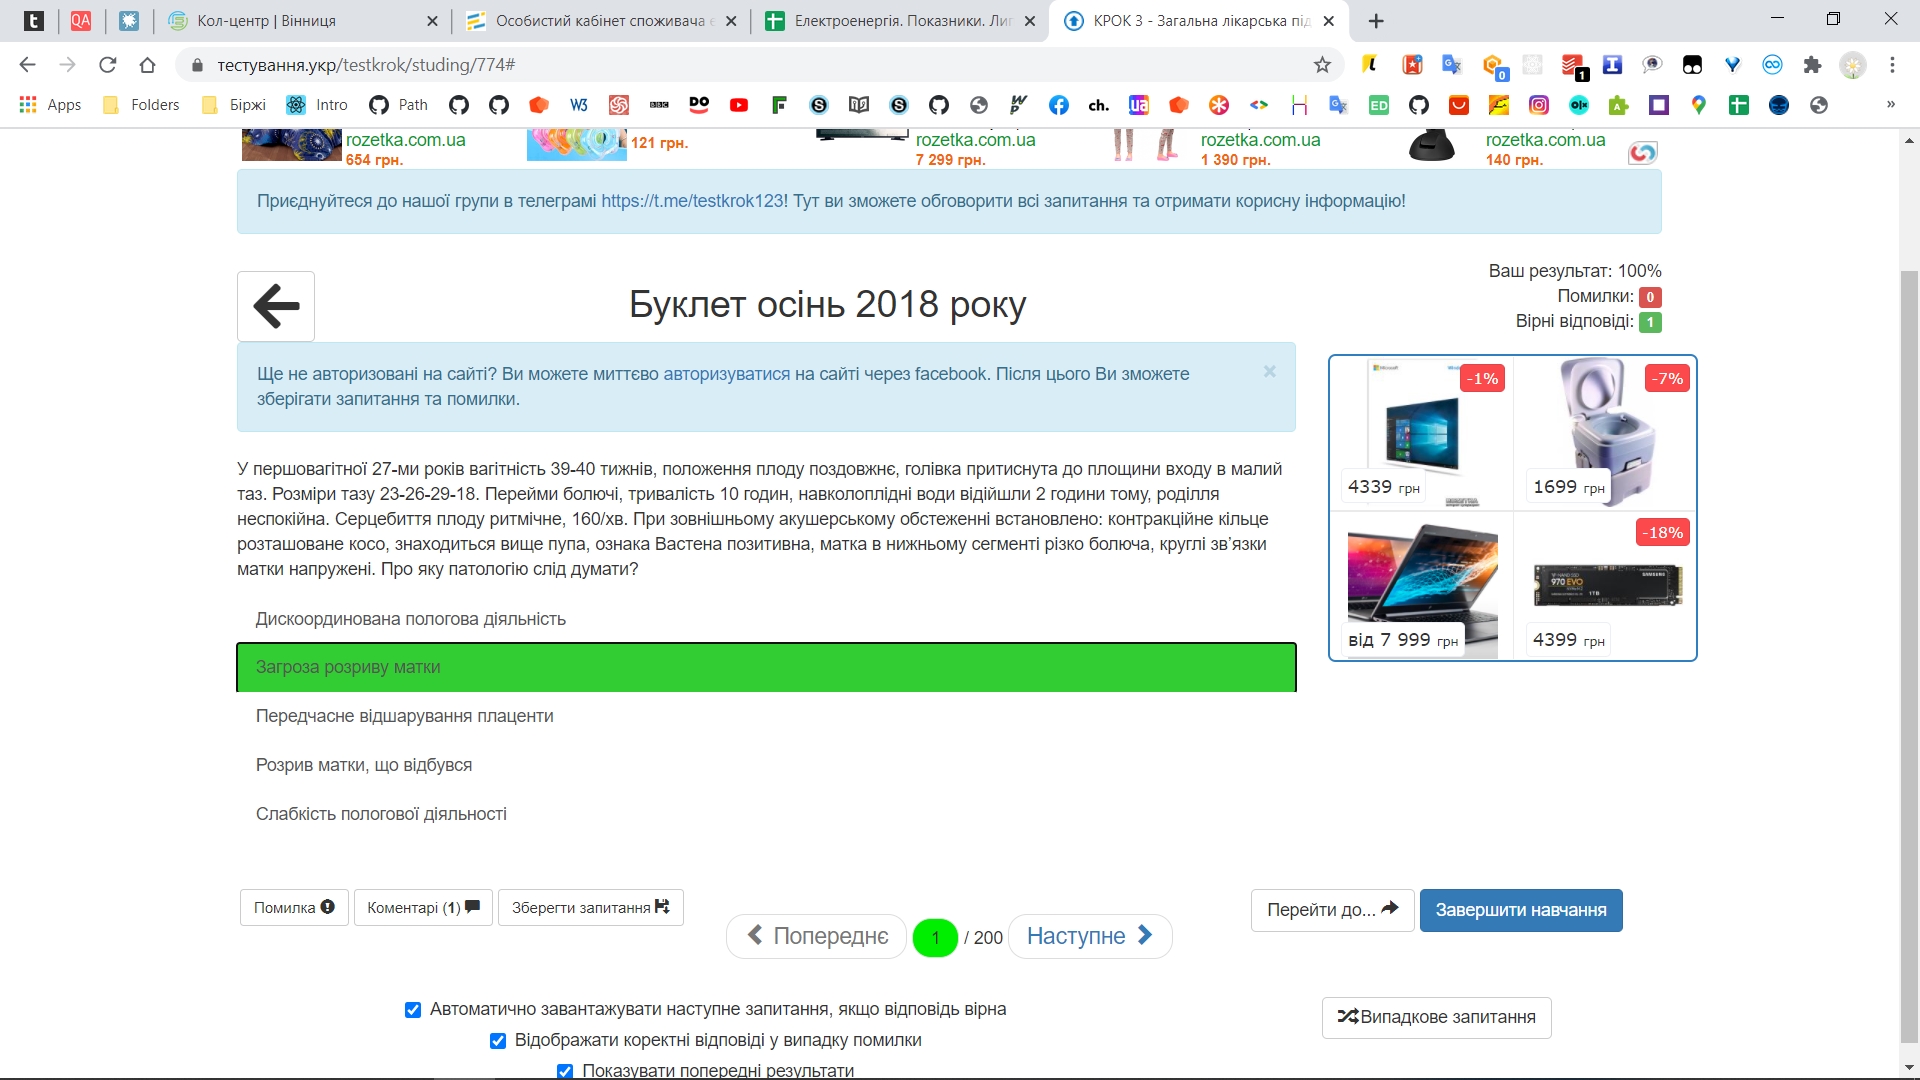 Кол-центр | Вінниця
Особистий кабінет споживача е
Електроенергія. Показники. Ли
КРОК 3 - Загальна лікарська під
тестування.укр/testkrok/studing/774#
Apps
Folders
Біржі
Intro
Path
rozetka.com.ua
654 грн.
121 грн.
rozetka.com.ua
7 299 грн.
rozetka.com.ua
1 390 грн.
rozetka.com.ua
140 грн.
Приєднуйтеся до нашої групи в телеграмі https://t.me/testkrok123! Тут ви зможете обговорити всі запитання та отримати корисну інформацію!
Буклет осінь 2018 року
Ваш результат: 100%
Помилки: 0
Вірні відповіді: 1
Ще не авторизовані на сайті? Ви можете миттєво авторизуватися на сайті через facebook. Після цього Ви зможете
зберігати запитання та помилки.
У першовагітної 27-ми років вагітність 39-40 тижнів, положення плоду поздовжнє, голівка притиснута до площини входу в малий
таз. Розміри тазу 23-26-29-18. Перейми болючі, тривалість 10 годин, навколоплідні води відійшли 2 години тому, роділля
неспокійна. Серцебиття плоду ритмічне, 160/хв. При зовнішньому акушерському обстеженні встановлено: контракційне кільце
розташоване косо, знаходиться вище пупа, ознака Вастена позитивна, матка в нижньому сегменті різко болюча, круглі зв’язки
матки напружені. Про яку патологію слід думати?
Дискоординована пологова діяльність
Загроза розриву матки
Передчасне відшарування плаценти
Розрив матки, що відбувся
Слабкість пологової діяльності
-1%
4339 грн
-7%
1699 грн
від 7 999 грн
-18%
4399 грн
Помилка
Коментарі (1)
Зберегти запитання
Попереднє
1 / 200
Наступне
Перейти до...
Завершити навчання
Автоматично завантажувати наступне запитання, якщо відповідь вірна
Відображати коректні відповіді у випадку помилки
Показувати попередні результати
Випадкове запитання